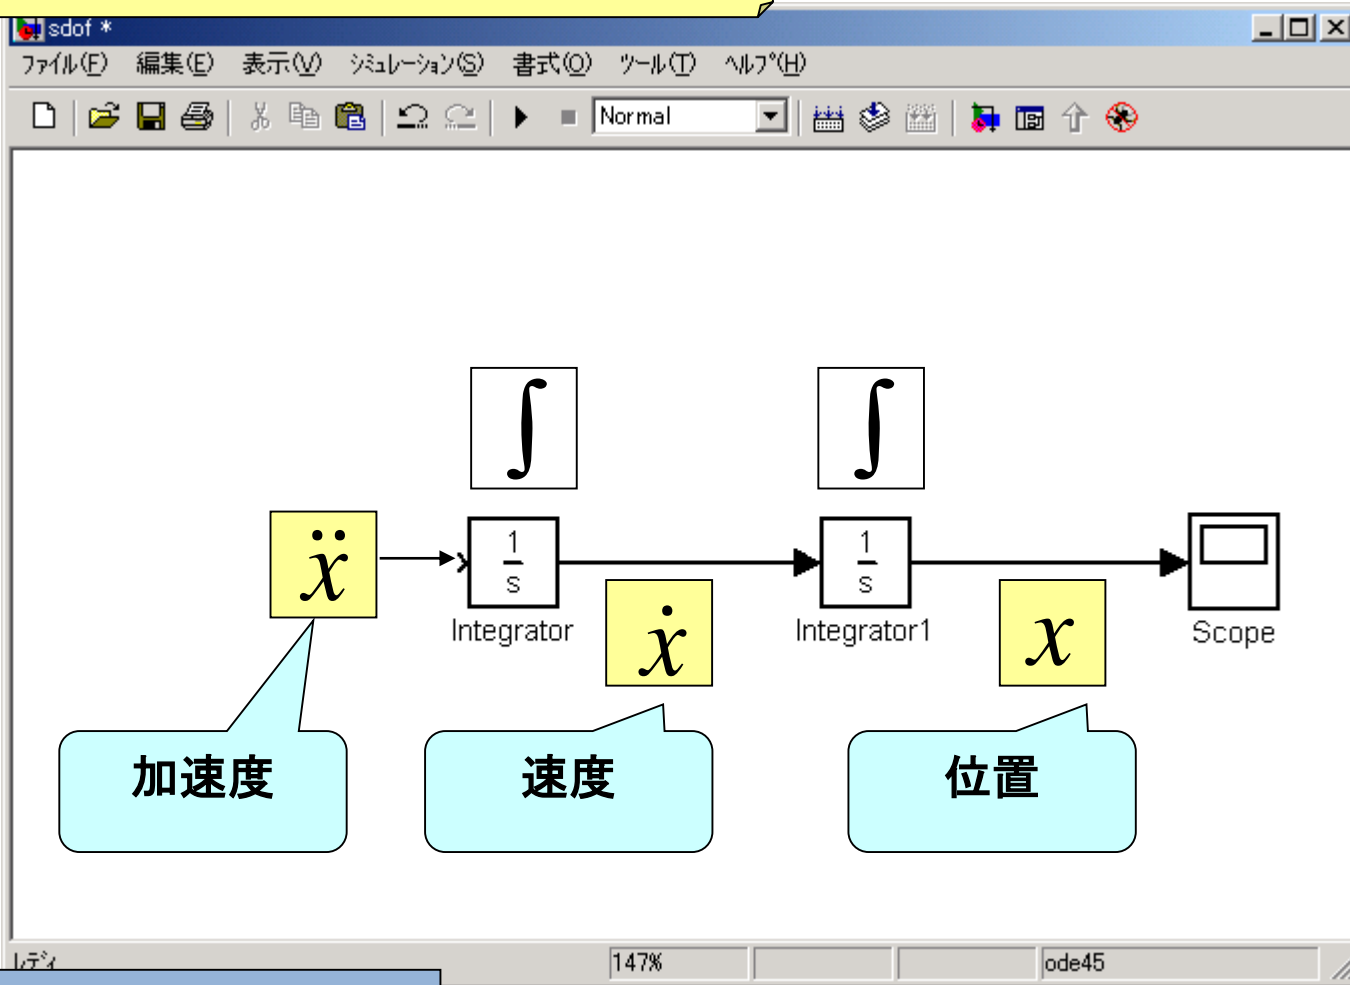 sdof *
ファイル(F) 編集(E) 表示(V) シミュレーション(S) 書式(O) ツール(T) ヘルプ(H)
Normal
∫ ∫
ẍ
1
s
1
s
Integrator
ẋ
Integrator1
x
Scope
加速度
速度
位置
レディ
147%
ode45